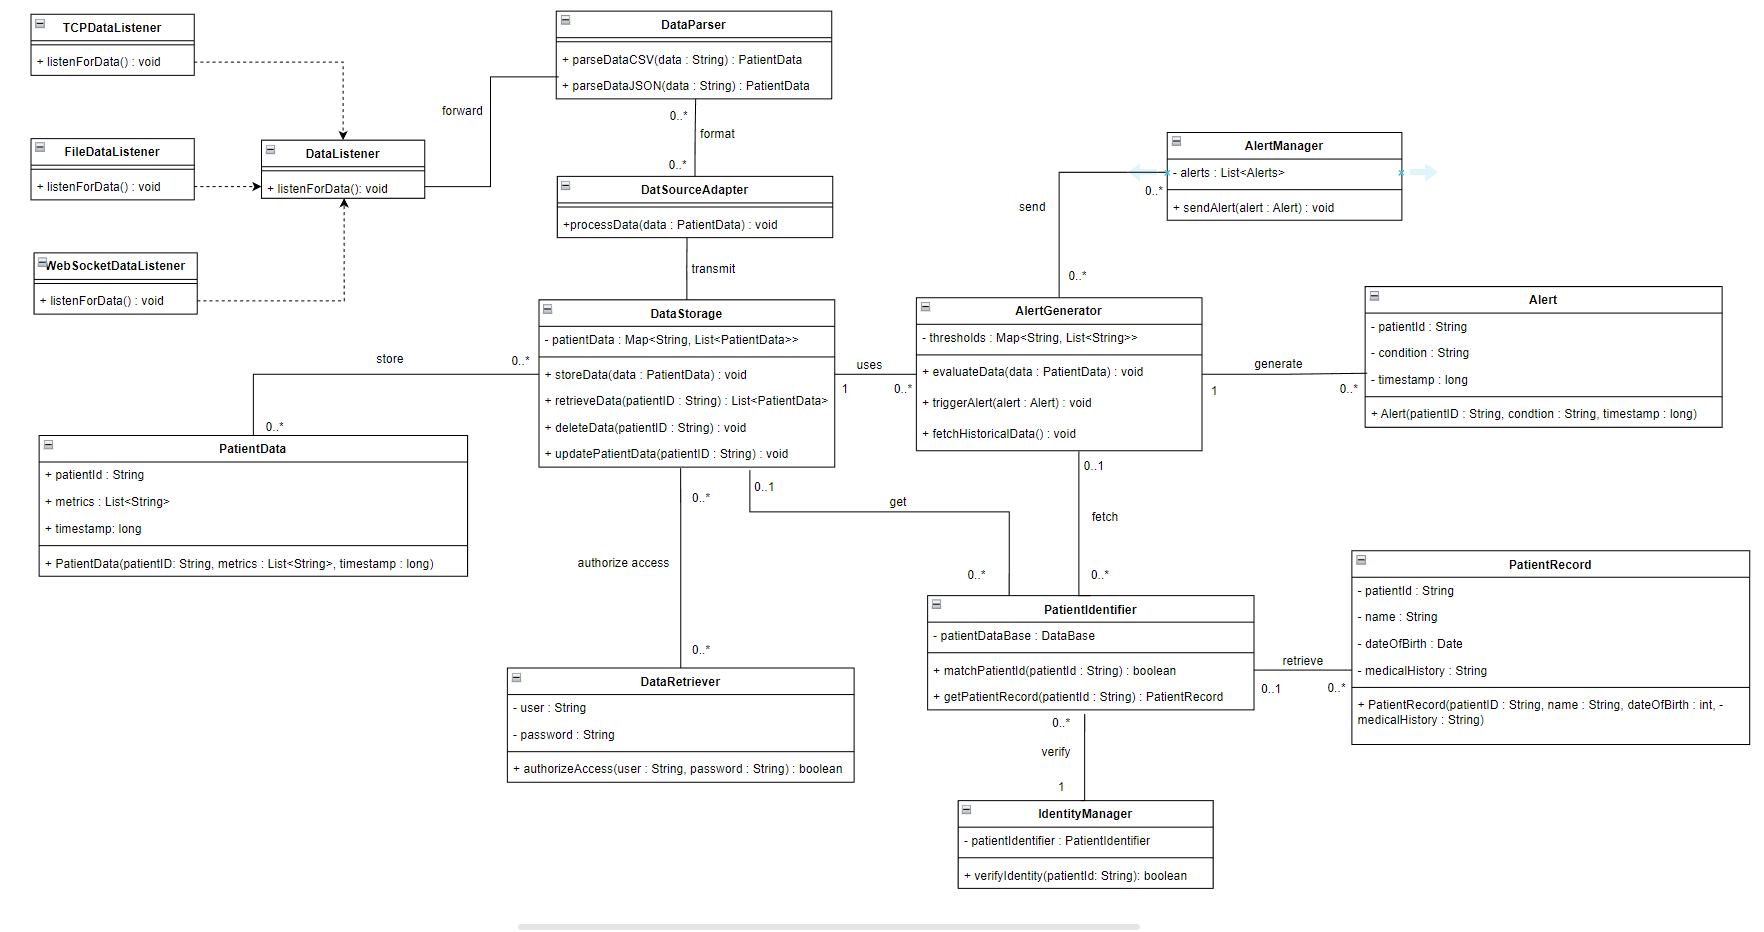 TCPDataListener
+ listenForData() : void
FileDataListener
+ listenForData() : void
WebSocketDataListener
+ listenForData() : void
DataListener
+ listenForData(): void
forward
DataParser
+ parseDataCSV(data : String) : PatientData
+ parseDataJSON(data : String) : PatientData
0..*
format
0..*
DatSourceAdapter
+processData(data : PatientData) : void
transmit
DataStorage
- patientData : Map<String, List<PatientData>>
+ storeData(data : PatientData) : void
+ retrieveData(patientID : String) : List<PatientData>
+ deleteData(patientID : String) : void
+ updatePatientData(patientID : String) : void
store
0..*
0..*
PatientData
+ patientId : String
+ metrics : List<String>
+ timestamp: long
+ PatientData(patientID: String, metrics : List<String>, timestamp : long)
uses
1
0..*
AlertManager
- alerts : List<Alerts>
+ sendAlert(alert : Alert) : void
0..*
send
0..*
AlertGenerator
- thresholds : Map<String, List<String>>
+ evaluateData(data : PatientData) : void
+ triggerAlert(alert : Alert) : void
+ fetchHistoricalData() : void
generate
1
0..*
Alert
- patientId : String
- condition : String
- timestamp : long
+ Alert(patientID : String, condtion : String, timestamp : long)
0..*
authorize access
0..*
DataRetriever
- user : String
- password : String
+ authorizeAccess(user : String, password : String) : boolean
0..1
get
0..*
0..1
fetch
0..*
PatientIdentifier
- patientDataBase : DataBase
+ matchPatientId(patientId : String) : boolean
+ getPatientRecord(patientId : String) : PatientRecord
retrieve
0..1
0..*
PatientRecord
- patientId : String
- name : String
- dateOfBirth : Date
- medicalHistory : String
+ PatientRecord(patientID : String, name : String, dateOfBirth : int, -
medicalHistory : String)
0..*
verify
1
IdentityManager
- patientIdentifier : PatientIdentifier
+ verifyIdentity(patientId: String): boolean